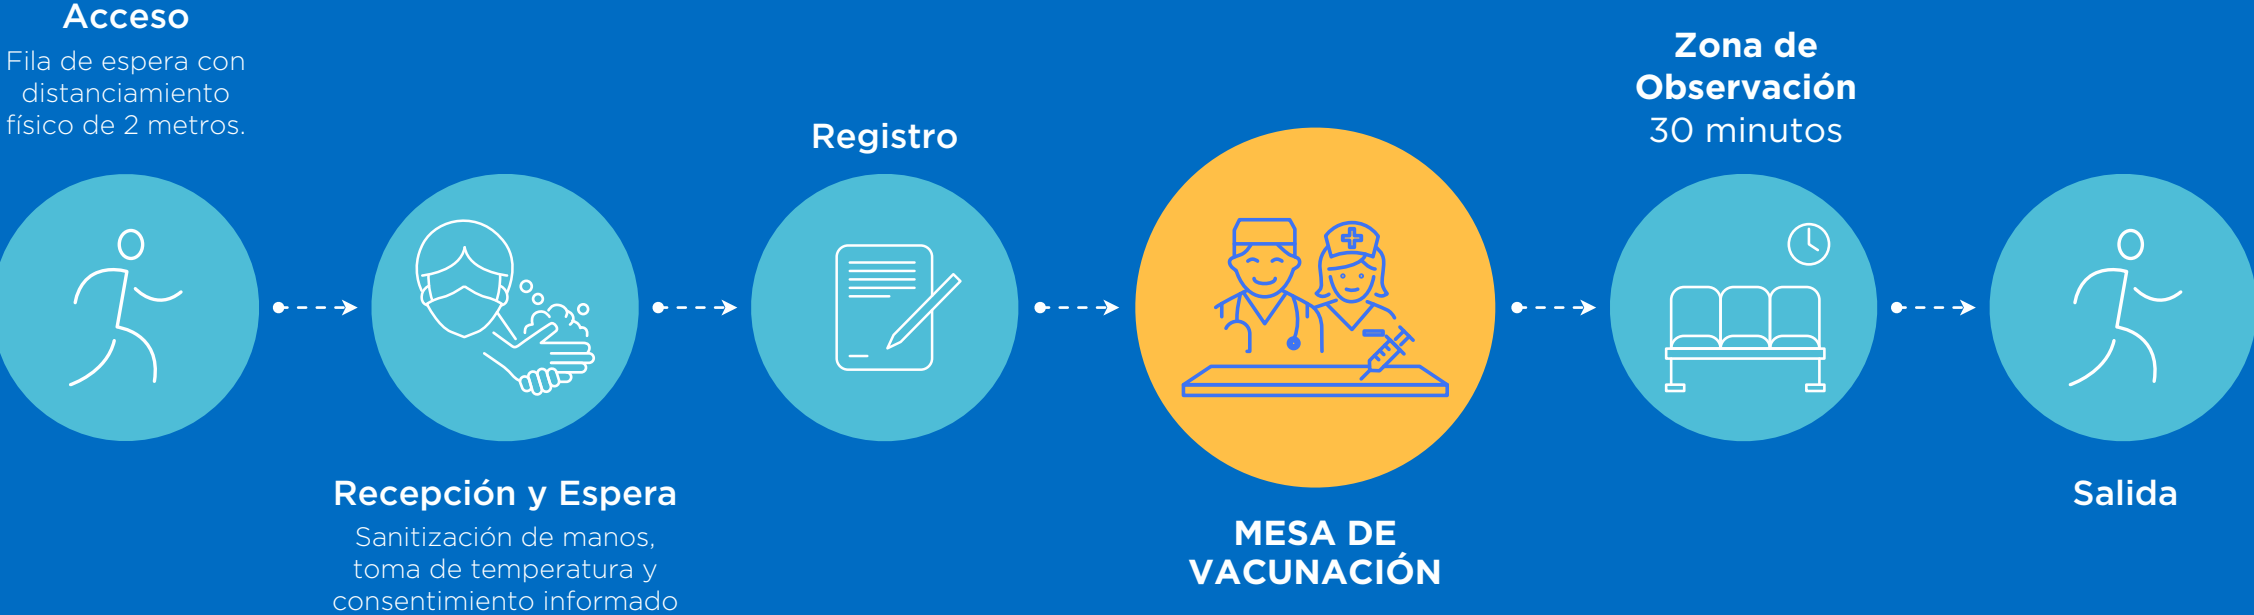 Acceso
Fila de espera con
distanciamiento
físico de 2 metros.
Recepción y Espera
Sanitización de manos,
toma de temperatura y
consentimiento informado
Registro
MESA DE
VACUNACIÓN
Zona de
Observación
30 minutos
Salida